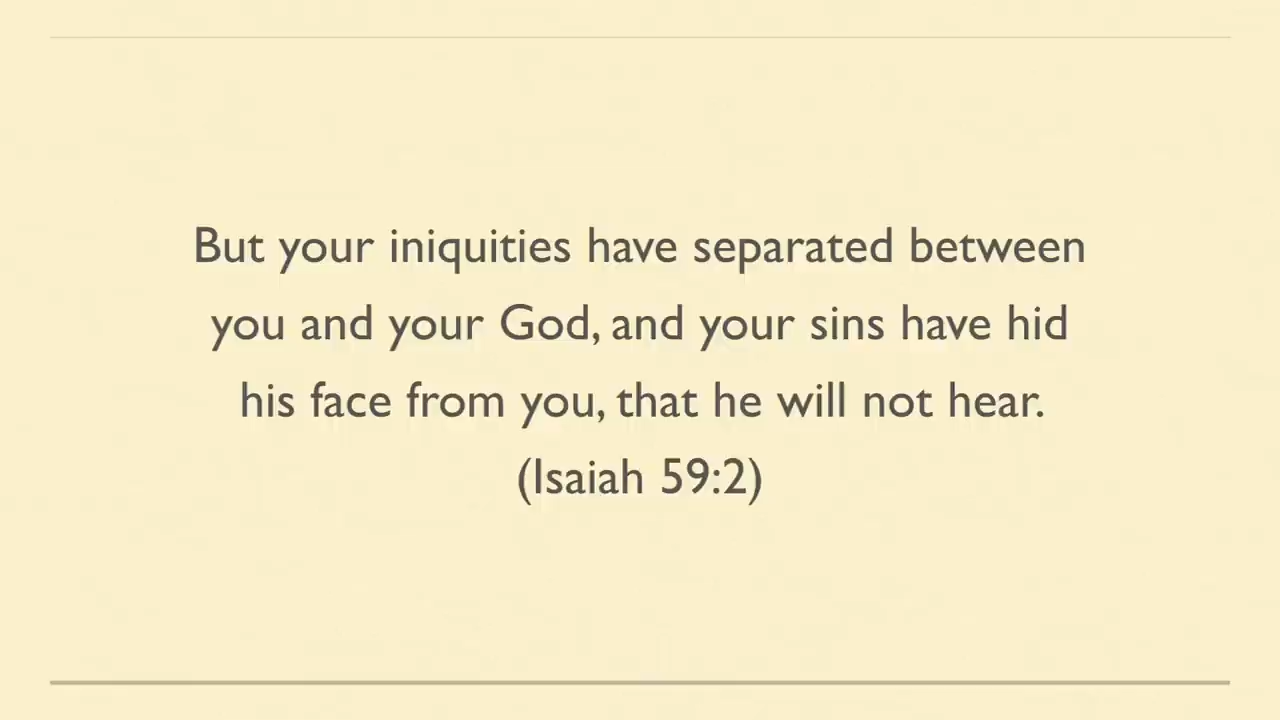 But your iniquities have separated between
you and your God, and your sins have hid
his face from you, that he will not hear.
(Isaiah 59:2)